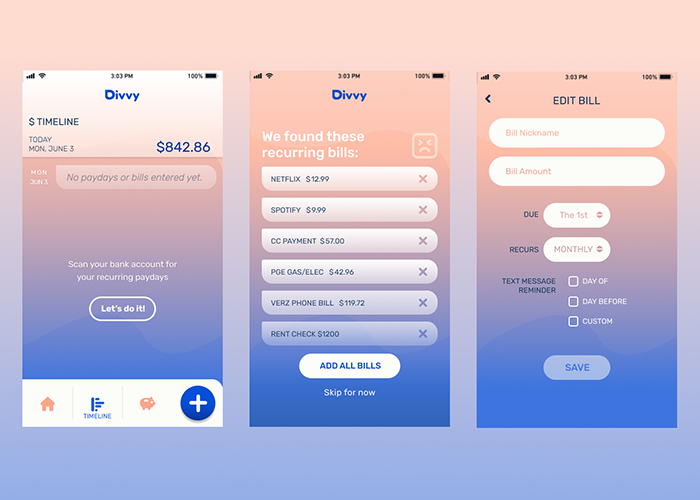 3:03 PM
100%
Divvy
$ TIMELINE
TODAY
MON, JUNE 3
$842.86
MON
JUN 3
No paydays or bills entered yet.
Scan your bank account for
your recurring paydays
Let's do it!
TIMELINE
3:03 PM
100%
Divvy
We found these
recurring bills:
NETFLIX $12.99
SPOTIFY $9.99
CC PAYMENT $57.00
PGE GAS/ELEC $42.96
VERZ PHONE BILL $119.72
RENT CHECK $1200
ADD ALL BILLS
Skip for now
3:03 PM
100%
EDIT BILL
Bill Nickname
Bill Amount
DUE The 1st
RECURS MONTHLY
TEXT MESSAGE
REMINDER
DAY OF
DAY BEFORE
CUSTOM
SAVE